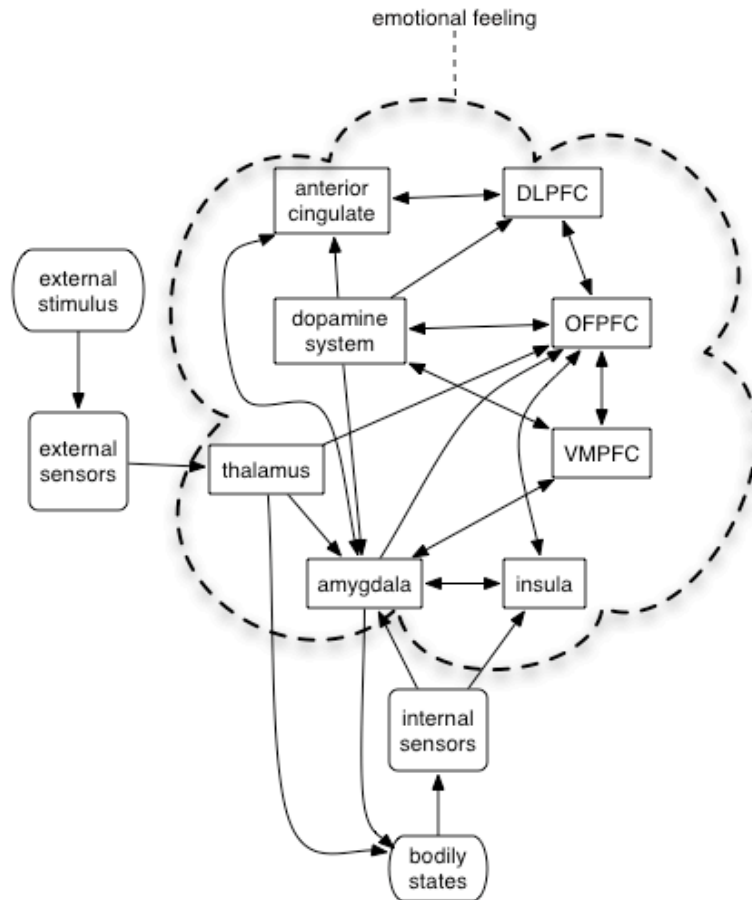 emotional feeling
anterior
cingulate
DLPFC
external
stimulus
dopamine
system
OFPFC
external
sensors
thalamus
VMPFC
amygdala
insula
internal
sensors
bodily
states